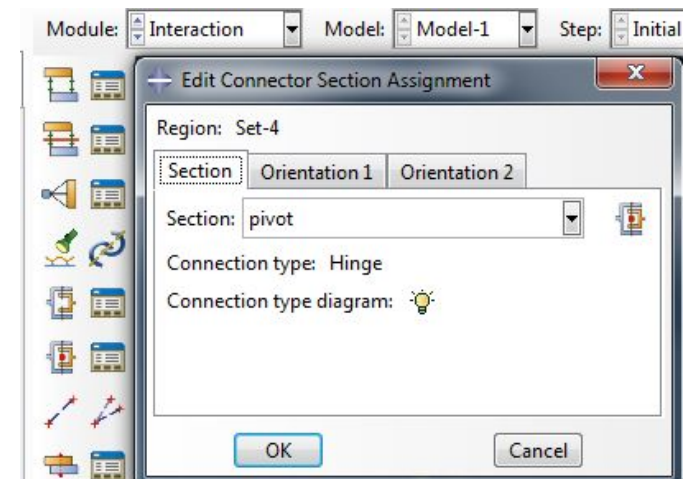 Module: Interaction Model: Model-1 Step: Initial
Edit Connector Section Assignment
Region: Set-4
Section Orientation 1 Orientation 2
Section: pivot
Connection type: Hinge
Connection type diagram:
OK Cancel